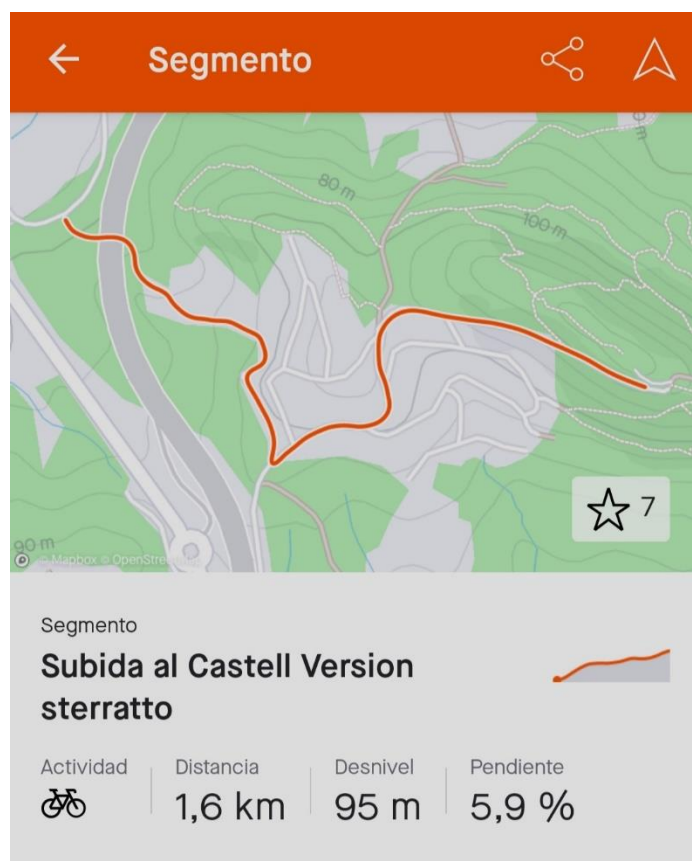 Segmento
80 m
100 m
7
90 m
© Mapbox © OpenStre
Segmento
Subida al Castell Version
sterratto
Actividad
Distancia
Desnivel
Pendiente
1,6 km
95 m
5,9 %